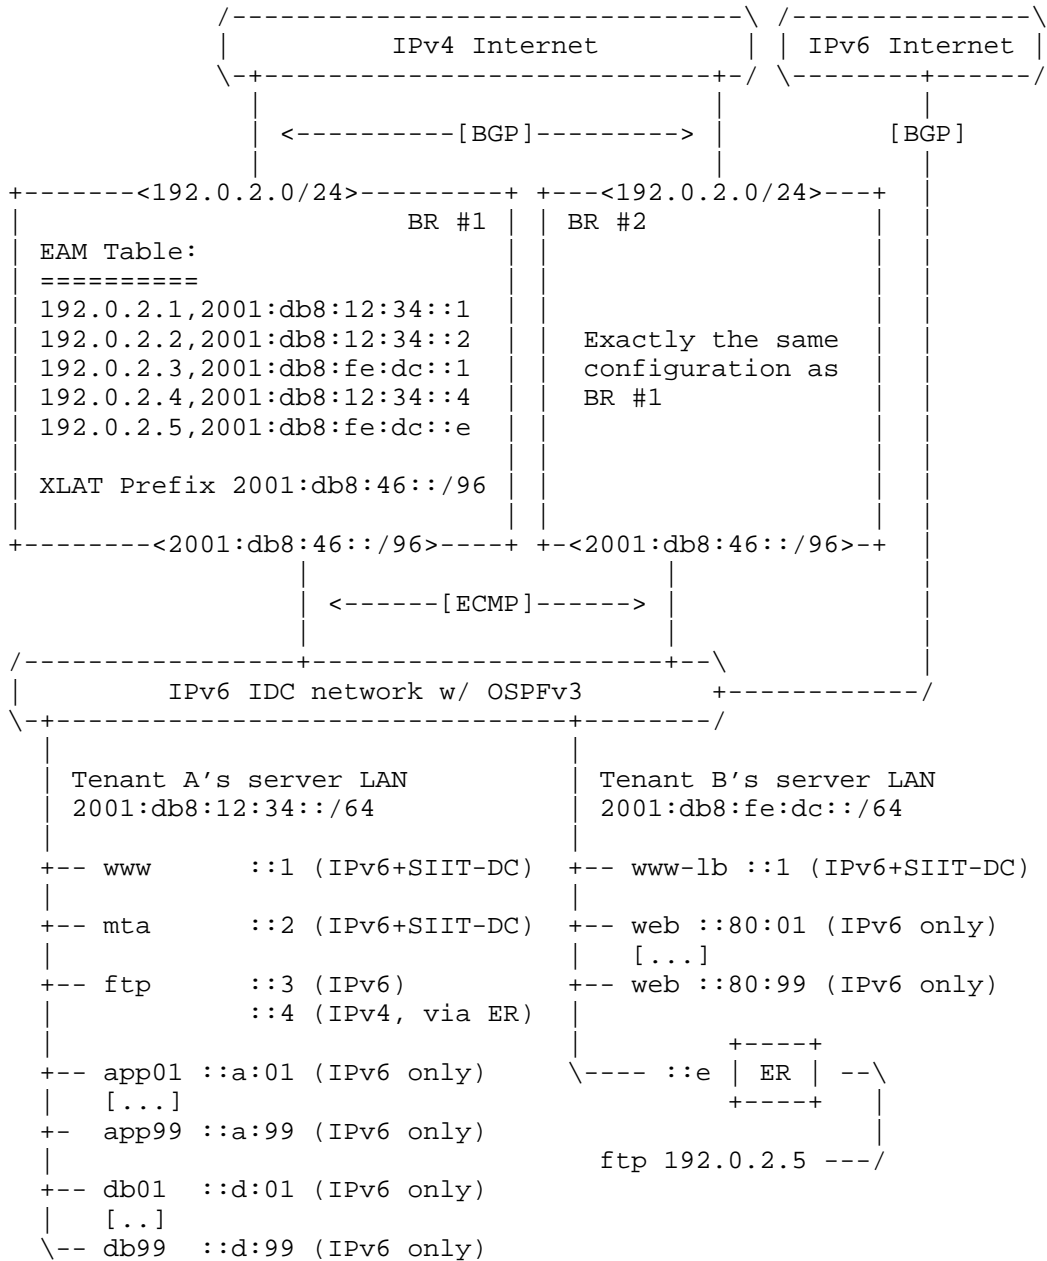 /--------------------------------\ /---------------\
|          IPv4 Internet         | | IPv6 Internet |
\-+----------------------------+-/ \--------+------/
|                            |            |
| <----------[BGP]---------> |          [BGP]
|                            |            |
+-------<192.0.2.0/24>---------+ +---<192.0.2.0/24>---+  |
|                        BR #1 | | BR #2              |  |
| EAM Table:                   | |                    |  |
| ==========                   | |                    |  |
| 192.0.2.1,2001:db8:12:34::1  | |                    |  |
| 192.0.2.2,2001:db8:12:34::2  | |  Exactly the same  |  |
| 192.0.2.3,2001:db8:fe:dc::1  | |  configuration as  |  |
| 192.0.2.4,2001:db8:12:34::4  | |  BR #1             |  |
| 192.0.2.5,2001:db8:fe:dc::e  | |                    |  |
|                              | |                    |  |
| XLAT Prefix 2001:db8:46::/96 | |                    |  |
|                              | |                    |  |
+--------<2001:db8:46::/96>----+ +-<2001:db8:46::/96>-+  |
|                      |               |
| <------[ECMP]------> |               |
|                      |               |
/-----------------+-----------------------+--\            |
|         IPv6 IDC network w/ OSPFv3        +------------/
\-+--------------------------------+--------/
|                                |
| Tenant A's server LAN          | Tenant B's server LAN
| 2001:db8:12:34::/64            | 2001:db8:fe:dc::/64
|                                |
+-- www      ::1 (IPv6+SIIT-DC)  +-- www-lb ::1 (IPv6+SIIT-DC)
|                                |
+-- mta      ::2 (IPv6+SIIT-DC)  +-- web ::80:01 (IPv6 only)
|                                |   [...]
+-- ftp      ::3 (IPv6)          +-- web ::80:99 (IPv6 only)
|            ::4 (IPv4, via ER)  |
|                                |         +----+
+-- app01 ::a:01 (IPv6 only)     \---- ::e | ER | --\
|   [...]                                  +----+   |
+-  app99 ::a:99 (IPv6 only)                        |
|                                  ftp 192.0.2.5 ---/
+-- db01  ::d:01 (IPv6 only)
|   [..]
\-- db99  ::d:99 (IPv6 only)